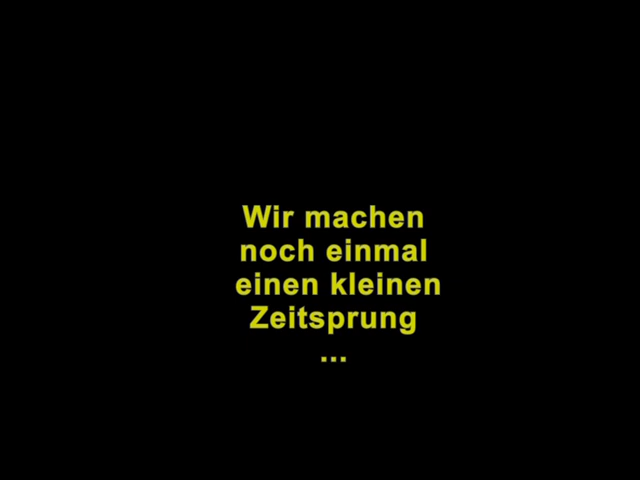 Wir machen
noch einmal
einen kleinen
Zeitsprung
...